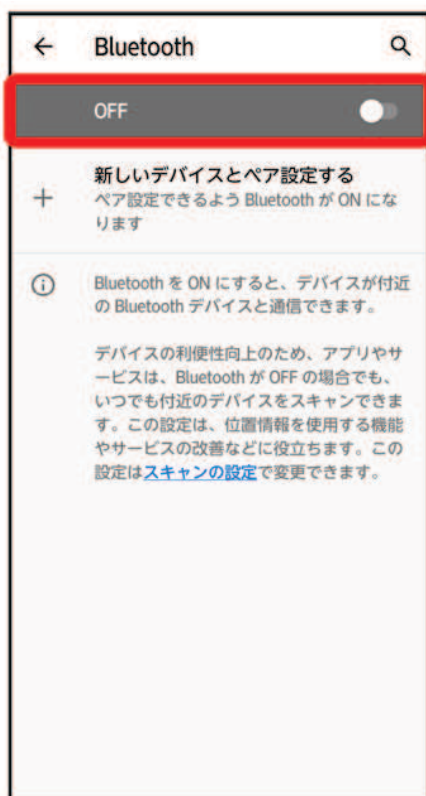 Bluetooth
OFF
新しいデバイスとペア設定する
ペア設定できるよう Bluetooth が ON にな
ります
Bluetooth を ON にすると、デバイスが付近
の Bluetooth デバイスと通信できます。
デバイスの利便性向上のため、アプリやサ
ービスは、Bluetooth が OFF の場合でも、
いつでも付近のデバイスをスキャンできま
す。この設定は、位置情報を使用する機能
やサービスの改善などに役立ちます。この
設定はスキャンの設定で変更できます。